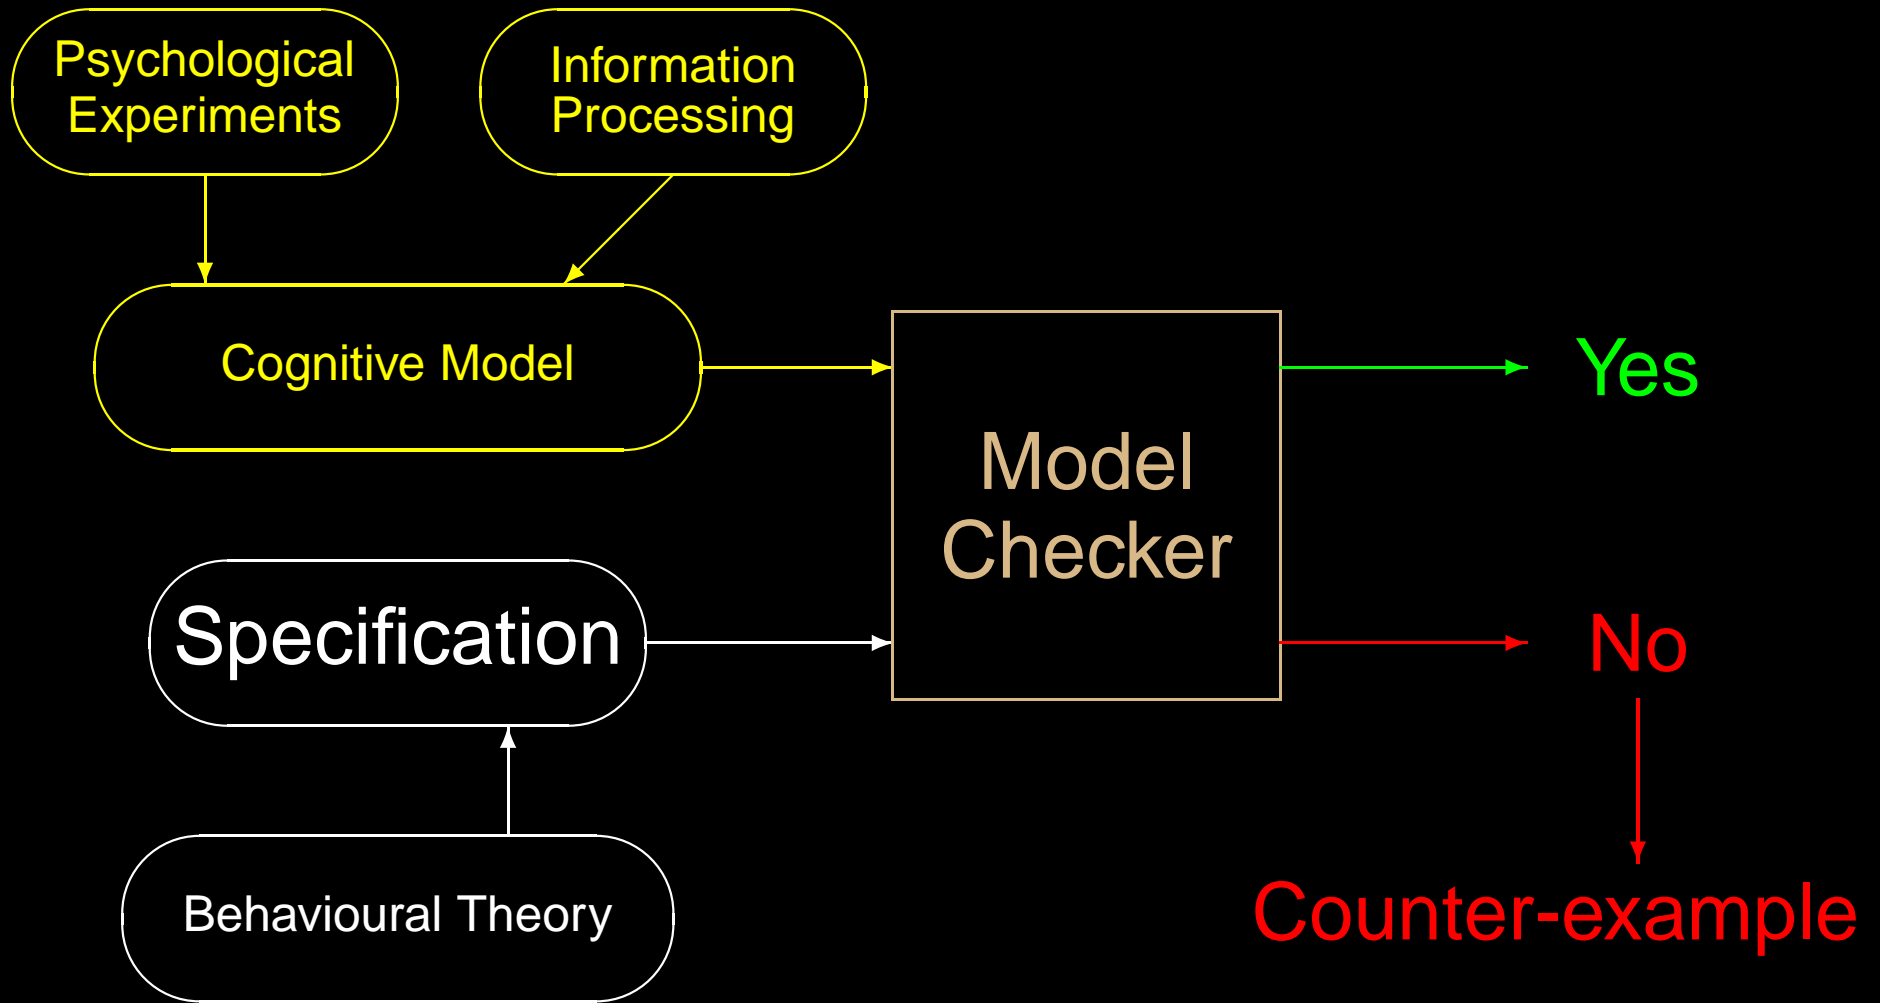 Psychological
Experiments
Information
Processing
Cognitive Model
Yes
Model
Checker
Specification
No
Behavioural Theory
Counter-example